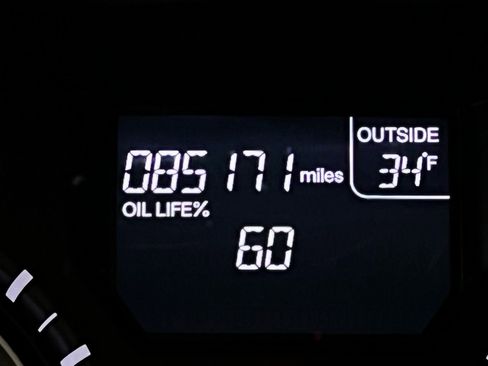 OUTSIDE
085171 miles 34°F
OIL LIFE%
60